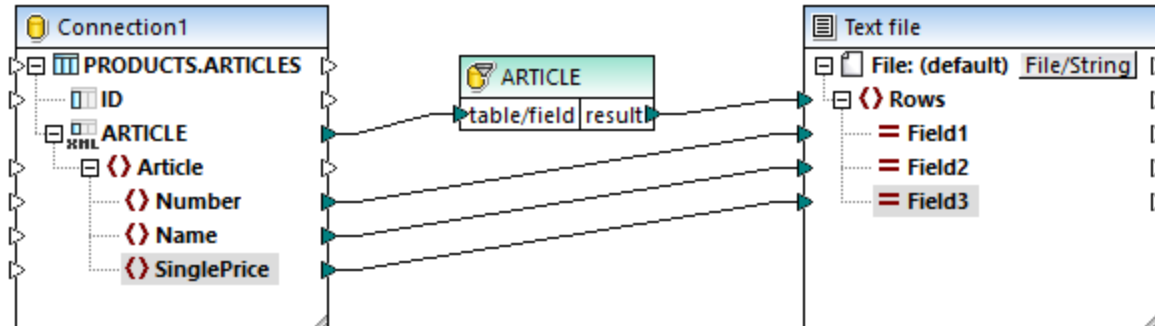 Connection1
PRODUCTS.ARTICLES
ID
ARTICLE
XML
Article
Number
Name
SinglePrice
ARTICLE
table/field result
Text file
File: (default) File/String
Rows
Field1
Field2
Field3